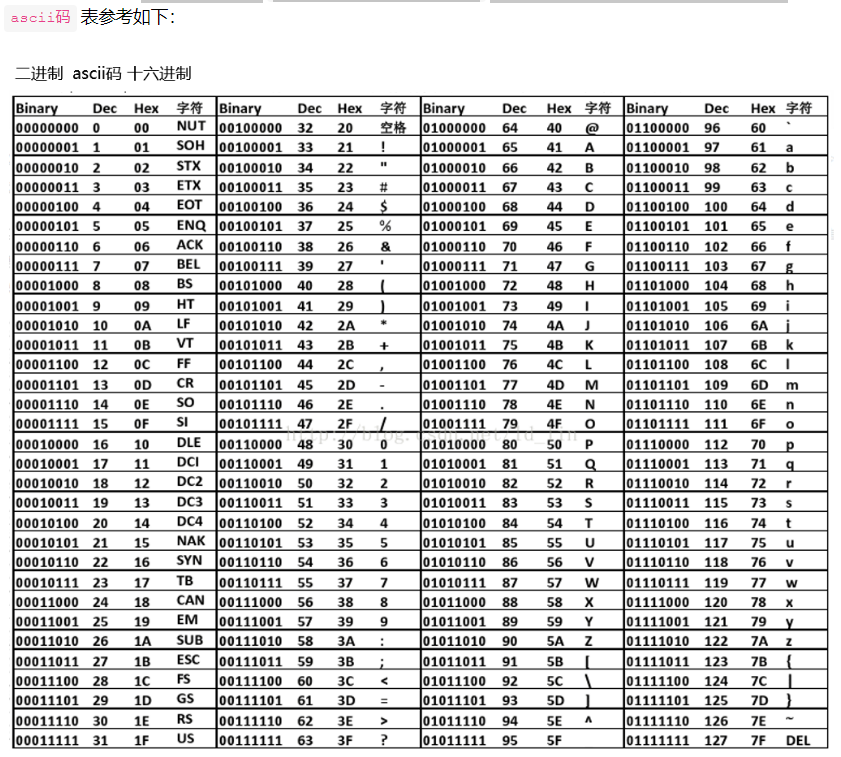 ascii码 表参考如下：
二进制 ascii码 十六进制
Binary Dec Hex 字符 Binary Dec Hex 字符 Binary Dec Hex 字符 Binary Dec Hex 字符
00000000 0 00 NUT 00100000 32 20 空格 01000000 64 40 @ 01100000 96 60 `
00000001 1 01 SOH 00100001 33 21 ! 01000001 65 41 A 01100001 97 61 a
00000010 2 02 STX 00100010 34 22 " 01000010 66 42 B 01100010 98 62 b
00000011 3 03 ETX 00100011 35 23 # 01000011 67 43 C 01100011 99 63 c
00000100 4 04 EOT 00100100 36 24 $ 01000100 68 44 D 01100100 100 64 d
00000101 5 05 ENQ 00100101 37 25 % 01000101 69 45 E 01100101 101 65 e
00000110 6 06 ACK 00100110 38 26 & 01000110 70 46 F 01100110 102 66 f
00000111 7 07 BEL 00100111 39 27 ' 01000111 71 47 G 01100111 103 67 g
00001000 8 08 BS 00101000 40 28 ( 01001000 72 48 H 01101000 104 68 h
00001001 9 09 HT 00101001 41 29 ) 01001001 73 49 I 01101001 105 69 i
00001010 10 0A LF 00101010 42 2A * 01001010 74 4A J 01101010 106 6A j
00001011 11 0B VT 00101011 43 2B + 01001011 75 4B K 01101011 107 6B k
00001100 12 0C FF 00101100 44 2C , 01001100 76 4C L 01101100 108 6C l
00001101 13 0D CR 00101101 45 2D - 01001101 77 4D M 01101101 109 6D m
00001110 14 0E SO 00101110 46 2E . 01001110 78 4E N 01101110 110 6E n
00001111 15 0F SI 00101111 47 2F / 01001111 79 4F O 01101111 111 6F o
00010000 16 10 DLE 00110000 48 30 0 01010000 80 50 P 01110000 112 70 p
00010001 17 11 DCI 00110001 49 31 1 01010001 81 51 Q 01110001 113 71 q
00010010 18 12 DC2 00110010 50 32 2 01010010 82 52 R 01110010 114 72 r
00010011 19 13 DC3 00110011 51 33 3 01010011 83 53 S 01110011 115 73 s
00010100 20 14 DC4 00110100 52 34 4 01010100 84 54 T 01110100 116 74 t
00010101 21 15 NAK 00110101 53 35 5 01010101 85 55 U 01110101 117 75 u
00010110 22 16 SYN 00110110 54 36 6 01010110 86 56 V 01110110 118 76 v
00010111 23 17 TB 00110111 55 37 7 01010111 87 57 W 01110111 119 77 w
00011000 24 18 CAN 00111000 56 38 8 01011000 88 58 X 01111000 120 78 x
00011001 25 19 EM 00111001 57 39 9 01011001 89 59 Y 01111001 121 79 y
00011010 26 1A SUB 00111010 58 3A : 01011010 90 5A Z 01111010 122 7A z
00011011 27 1B ESC 00111011 59 3B ; 01011011 91 5B [ 01111011 123 7B {
00011100 28 1C FS 00111100 60 3C < 01011100 92 5C \ 01111100 124 7C |
00011101 29 1D GS 00111101 61 3D = 01011101 93 5D ] 01111101 125 7D }
00011110 30 1E RS 00111110 62 3E > 01011110 94 5E ^ 01111110 126 7E ~
00011111 31 1F US 00111111 63 3F ? 01011111 95 5F 01111111 127 7F DEL